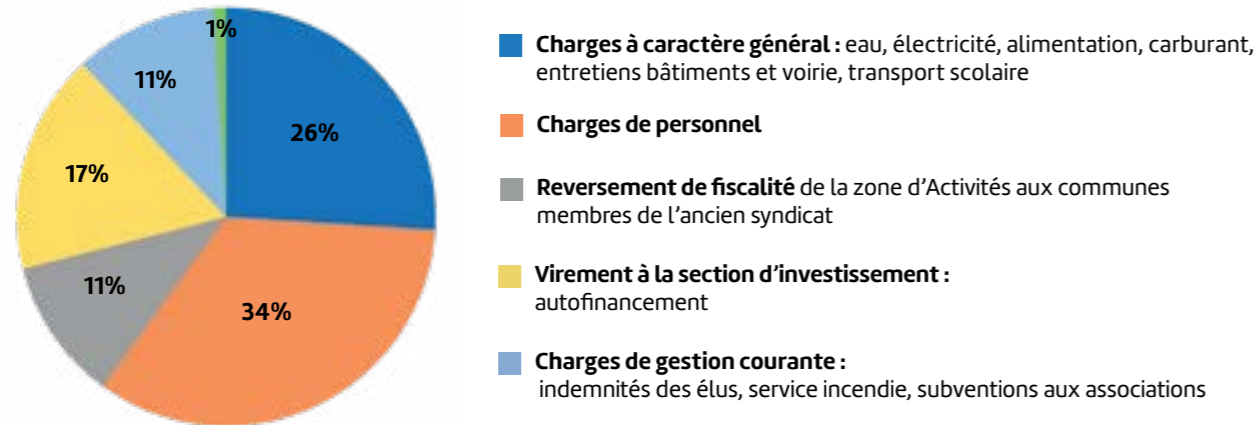 1%
11%
26%
17%
11%
34%
Charges à caractère général : eau, électricité, alimentation, carburant,
entretiens bâtiments et voirie, transport scolaire
Charges de personnel
Reversement de fiscalité de la zone d’Activités aux communes
membres de l’ancien syndicat
Virement à la section d’investissement :
autofinancement
Charges de gestion courante :
indemnités des élus, service incendie, subventions aux associations